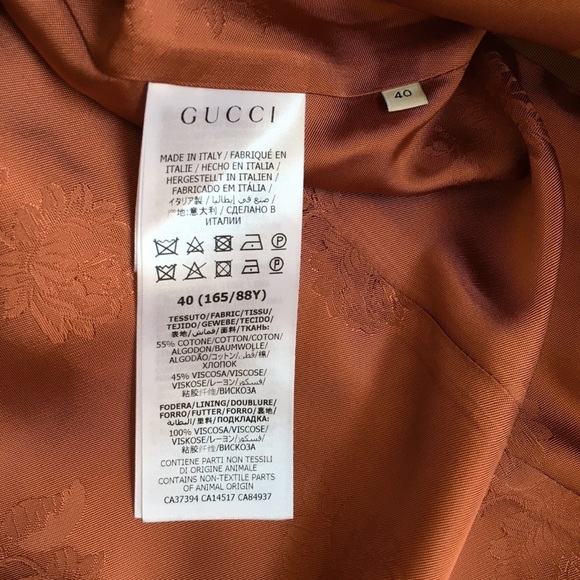 GUCCI
40
MADE IN ITALY / FABRIQUÉ EN
ITALIE / HECHO EN ITALIA /
HERGESTELLT IN ITALIEN /
FABRICADO EM ITÁLIA /
イタリア製 / صنع في إيطاليا /
产地:意大利 / СДЕЛАНО В
ИТАЛИИ
40 (165/88Y)
TESSUTO/FABRIC/TISSU/
TEJIDO/GEWEBE/TECIDO/
表地/قماش/面料/ТКАНЬ:
55% COTONE/COTTON/COTON/
ALGODON/BAUMWOLLE/
ALGODÃO/コットン/قطن/棉/
ХЛОПОК
45% VISCOSA/VISCOSE/
VISKOSE/レーヨン/فسكوز/
粘胶纤维/ВИСКОЗА
FODERA/LINING/DOUBLURE/
FORRO/FUTTER/FORRO/裏地/
البطانة/里料/ПОДКЛАДКА:
100% VISCOSA/VISCOSE/
VISKOSE/レーヨン/فسكوز/
粘胶纤维/ВИСКОЗА
CONTIENE PARTI NON TESSILI
DI ORIGINE ANIMALE
CONTAINS NON-TEXTILE PARTS
OF ANIMAL ORIGIN
CA37394 CA14517 CA84937